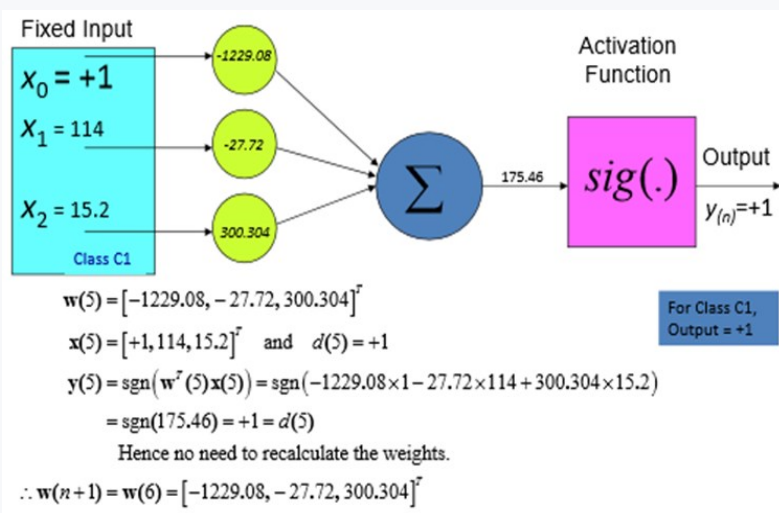 Fixed Input
x0 = +1
x1 = 114
x2 = 15.2
Class C1
-1229.08
-27.72
300.304
Σ
175.46
Activation
Function
sig(.)
Output
y(n)=+1
For Class C1,
Output = +1
w(5) = [−1229.08, −27.72, 300.304]^T
x(5) = [+1, 114, 15.2]^T and d(5) = +1
y(5) = sgn(w^T(5)x(5)) = sgn(−1229.08×1−27.72×114+300.304×15.2)
= sgn(175.46) = +1 = d(5)
Hence no need to recalculate the weights.
∴ w(n+1) = w(6) = [−1229.08, −27.72, 300.304]^T